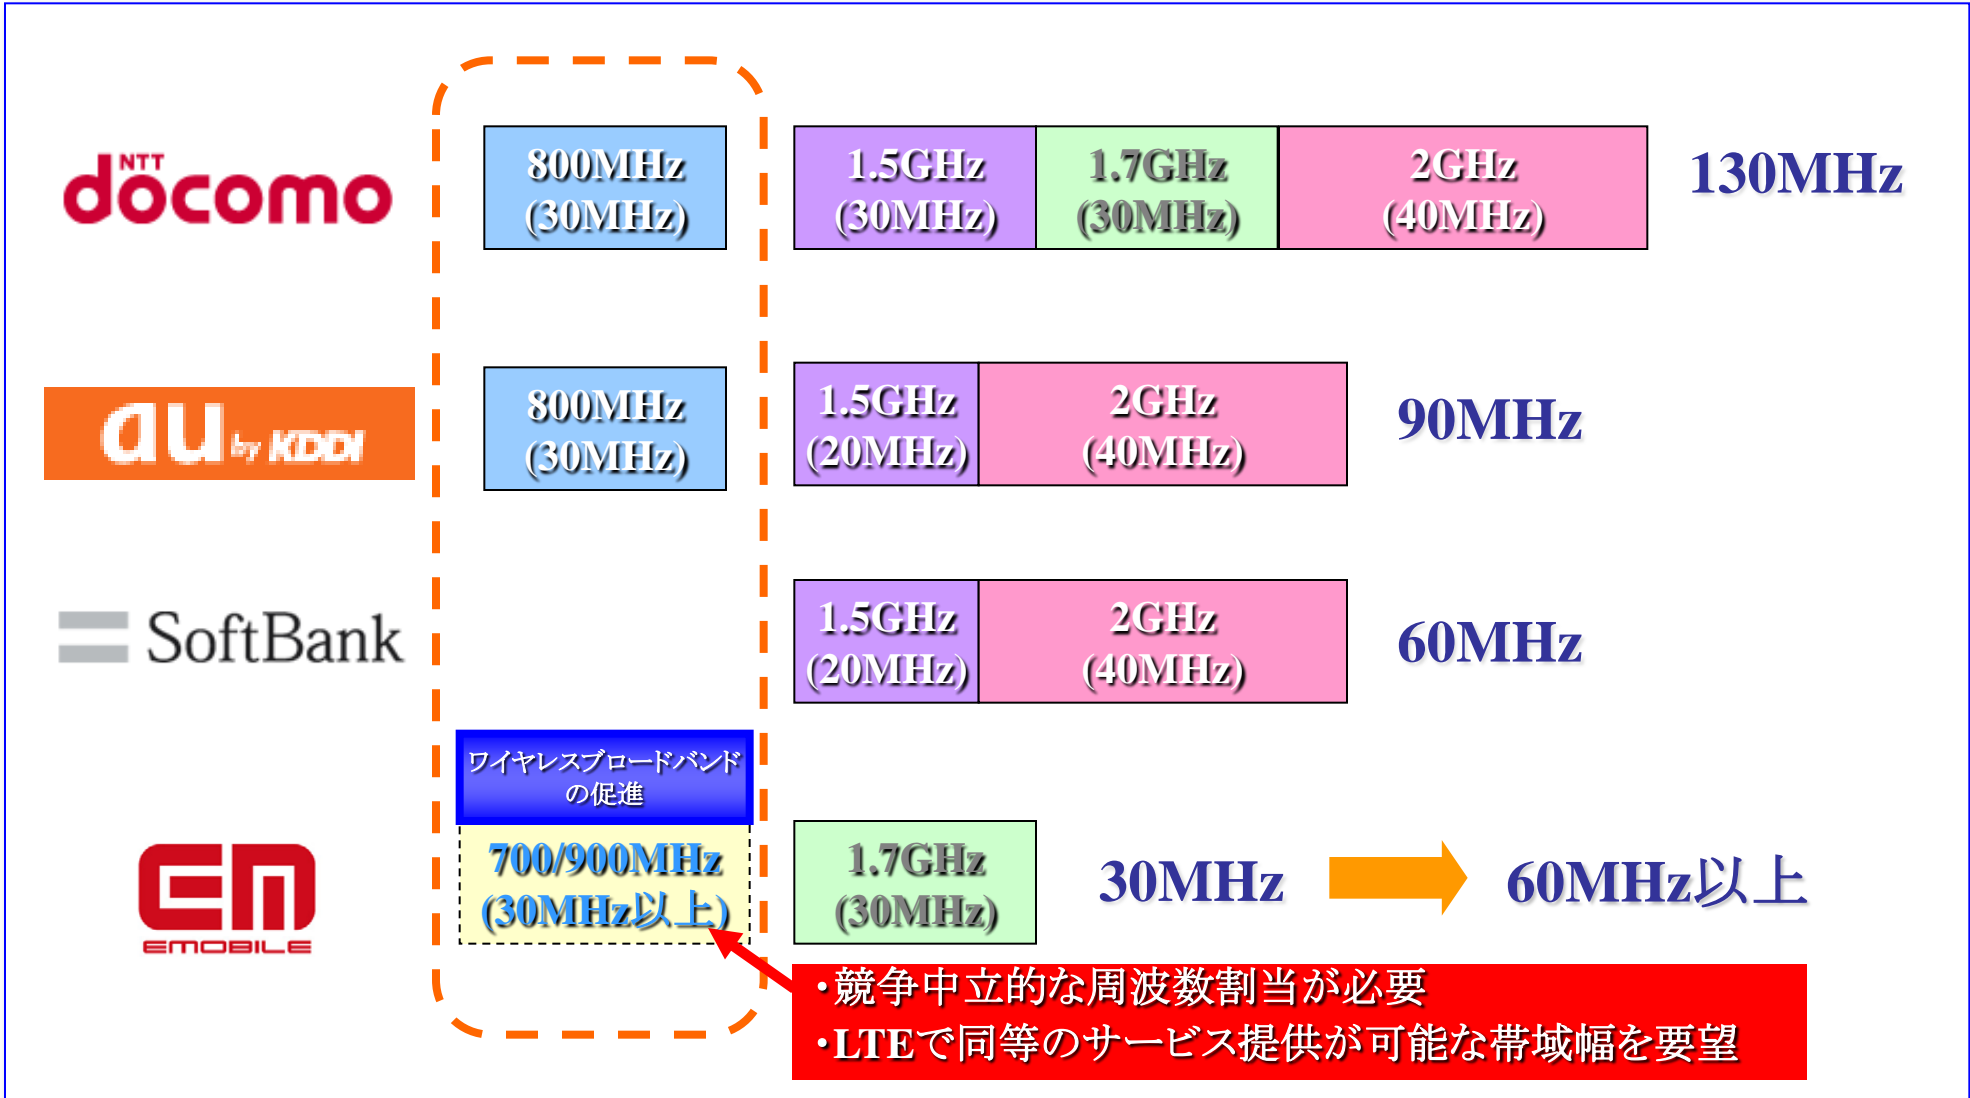 NTT
docomo
800MHz
(30MHz)
1.5GHz
(30MHz)
1.7GHz
(30MHz)
2GHz
(40MHz)
130MHz
au by KDDI
800MHz
(30MHz)
1.5GHz
(20MHz)
2GHz
(40MHz)
90MHz
SoftBank
1.5GHz
(20MHz)
2GHz
(40MHz)
60MHz
ワイヤレスブロードバンド
の促進
EM
EMOBILE
700/900MHz
(30MHz以上)
1.7GHz
(30MHz)
30MHz
60MHz以上
・競争中立的な周波数割当が必要
・LTEで同等のサービス提供が可能な帯域幅を要望